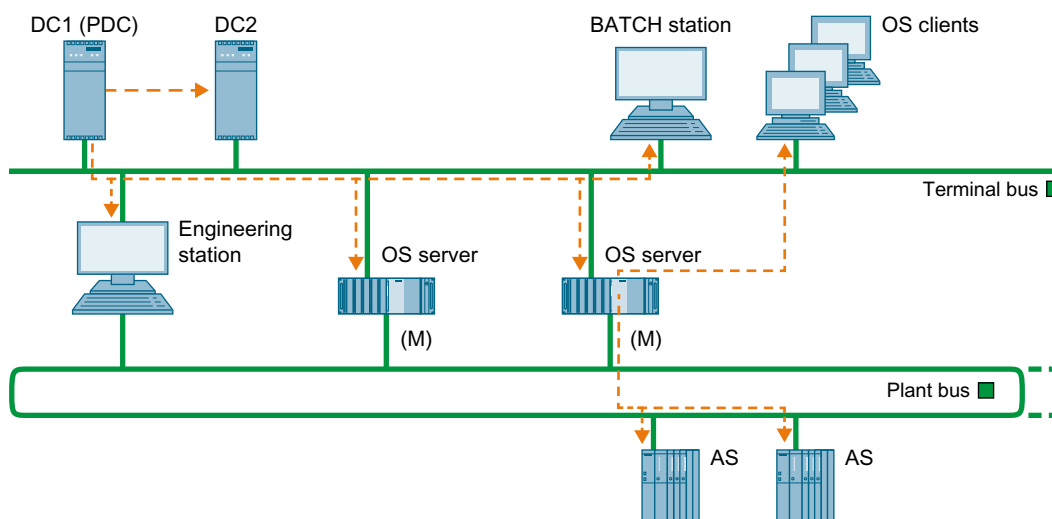 DC1 (PDC)
DC2
BATCH station
OS clients
Terminal bus
Engineering
station
OS server
OS server
(M)
(M)
Plant bus
AS
AS